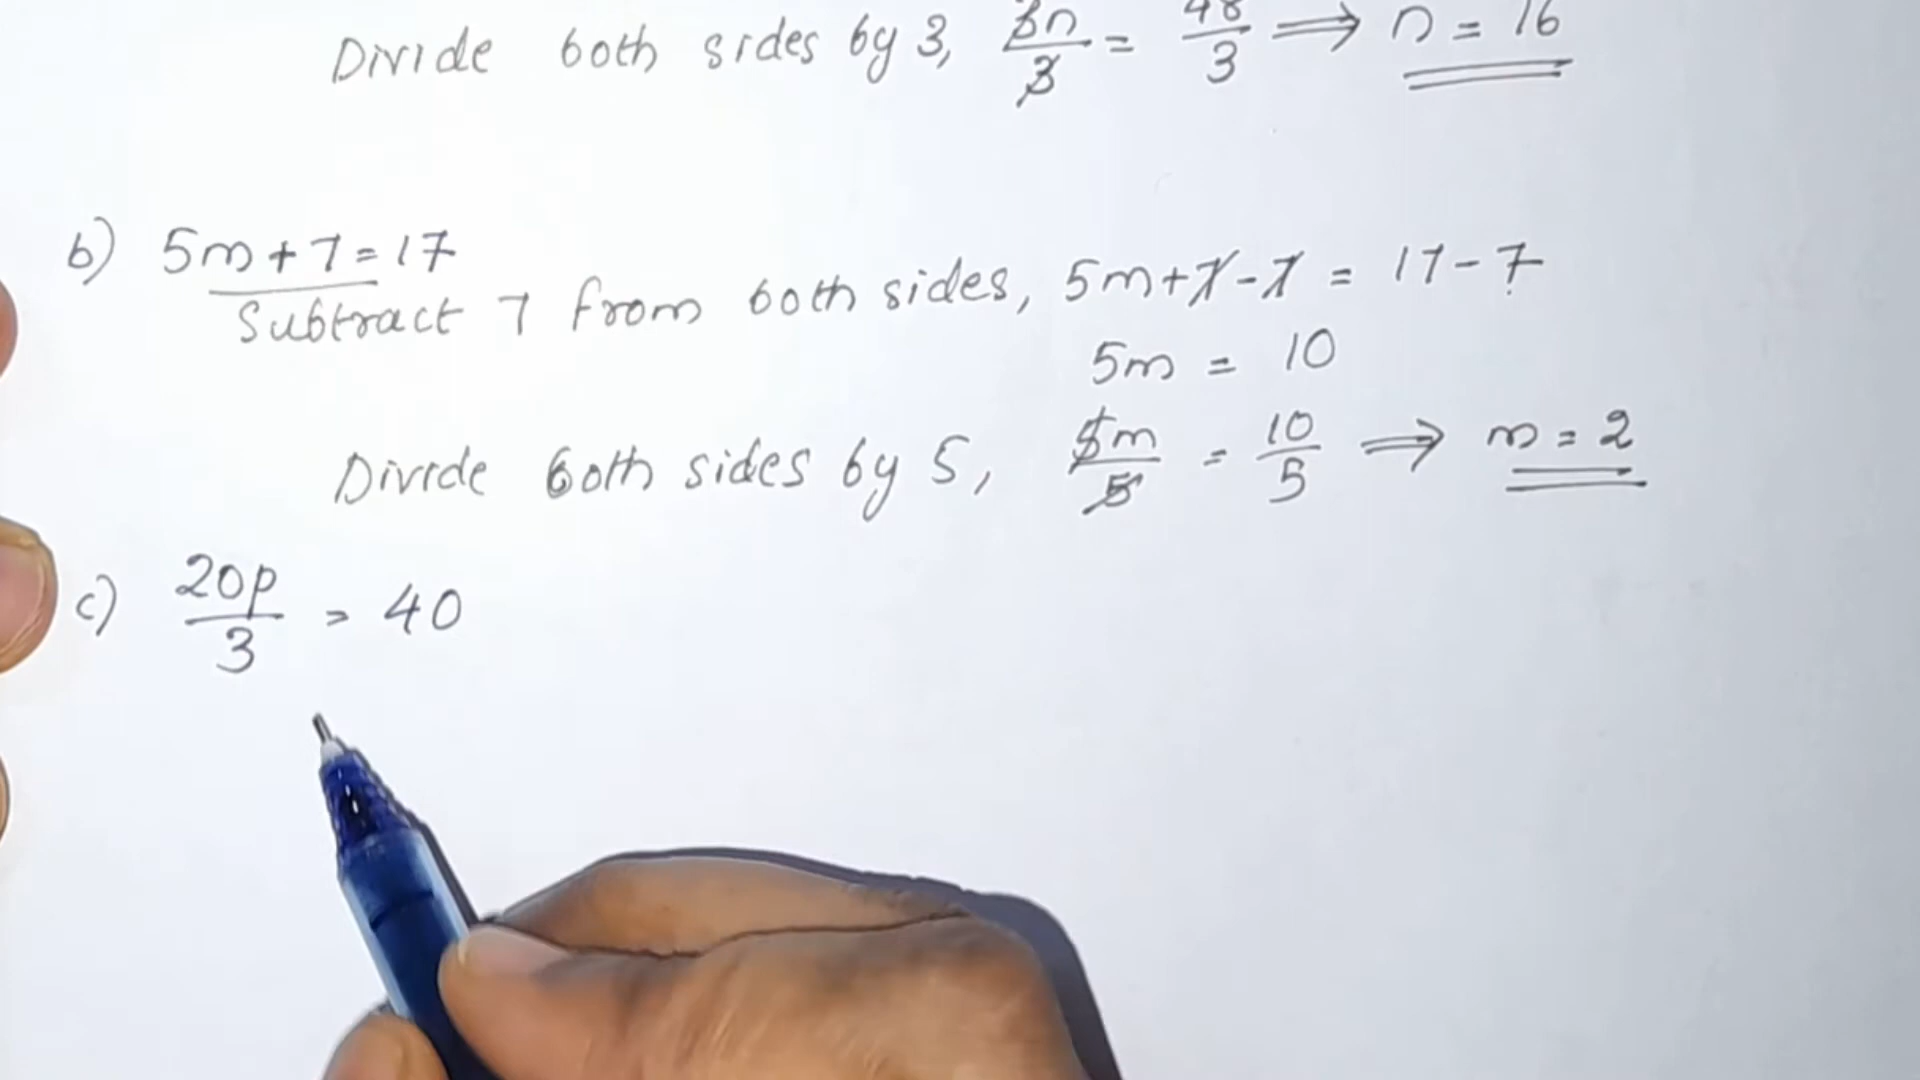 Divide both sides by 3, 3n/3 = 48/3 ⟹ n = 16
b) 5m + 7 = 17
Subtract 7 from both sides, 5m + 7 - 7 = 17 - 7
5m = 10
Divide both sides by 5, 5m/5 = 10/5 ⟹ m = 2
c) 20p/3 = 40